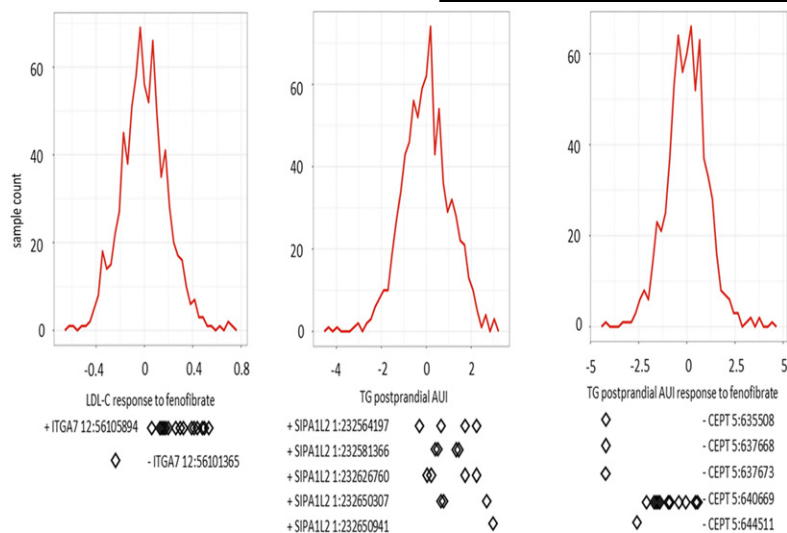 sample count
60
40
20
0
-0.4 0 0.4 0.8
LDL-C response to fenofibrate
+ ITGA7 12:56105894
- ITGA7 12:56101365
60
40
20
0
-4 -2 0 2
TG postprandial AUI
+ SIPA1L2 1:232564197
+ SIPA1L2 1:232581366
+ SIPA1L2 1:232626760
+ SIPA1L2 1:232650307
+ SIPA1L2 1:232650941
60
40
20
0
-5 -2.5 0 2.5 5
TG postprandial AUI response to fenofibrate
- CEPT 5:635508
- CEPT 5:637668
- CEPT 5:637673
- CEPT 5:640669
- CEPT 5:644511